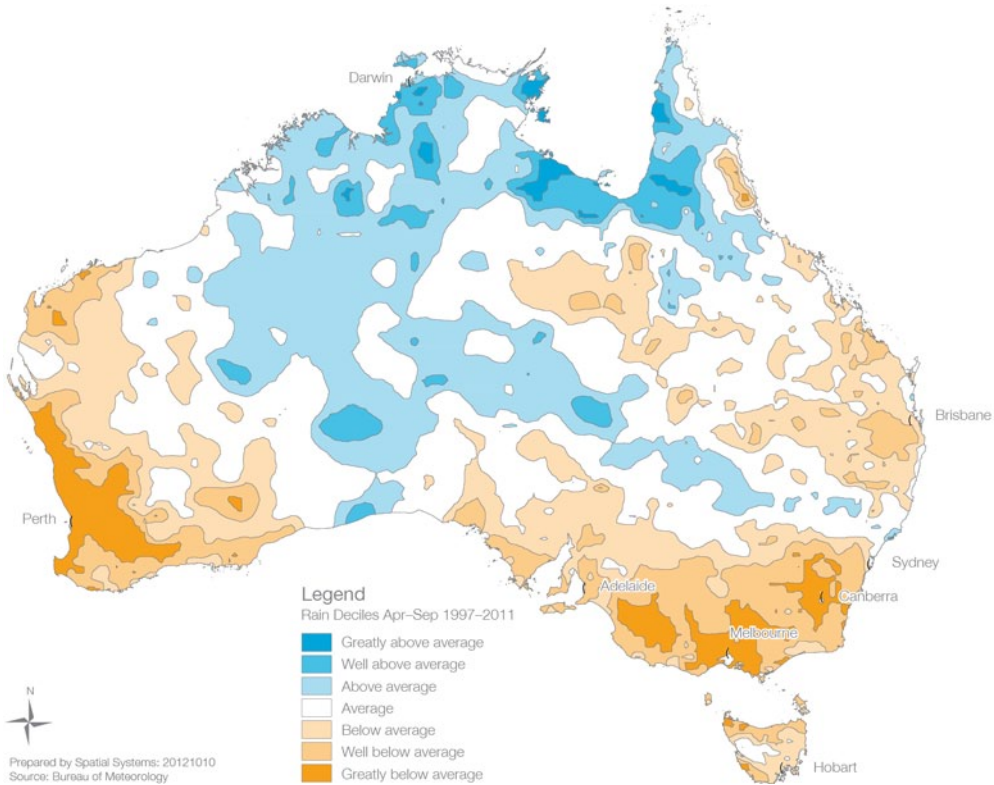 Darwin
Brisbane
Perth
Sydney
Adelaide
Canberra
Melbourne
Hobart
Legend
Rain Deciles Apr–Sep 1997–2011
Greatly above average
Well above average
Above average
Average
Below average
Well below average
Greatly below average
N
Prepared by Spatial Systems: 20121010
Source: Bureau of Meteorology